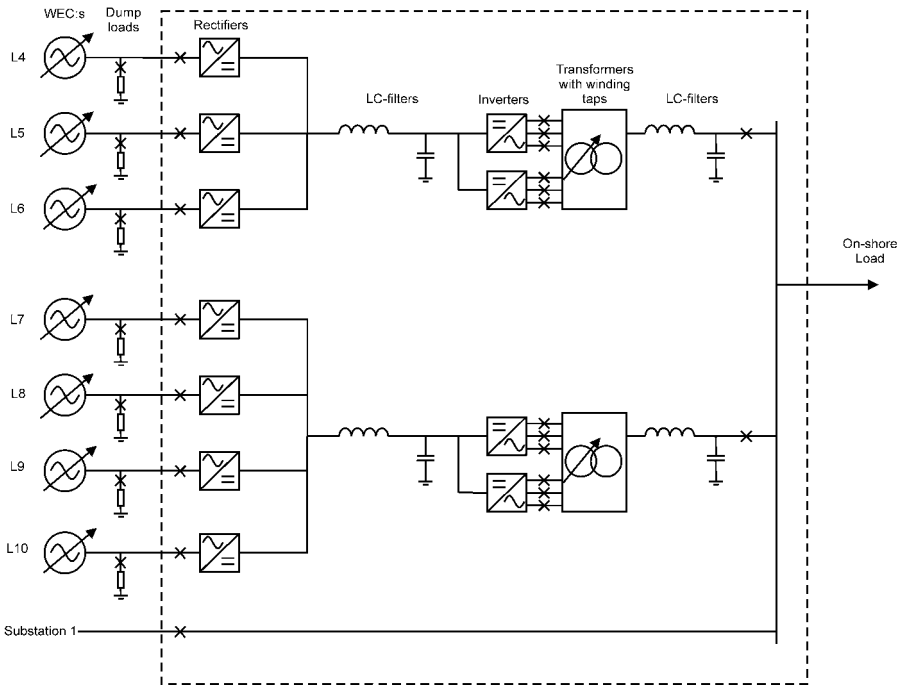 WEC:s
Dump
loads
Rectifiers
L4
L5
L6
LC-filters
Inverters
Transformers
with winding
taps
LC-filters
On-shore
Load
L7
L8
L9
L10
Substation 1